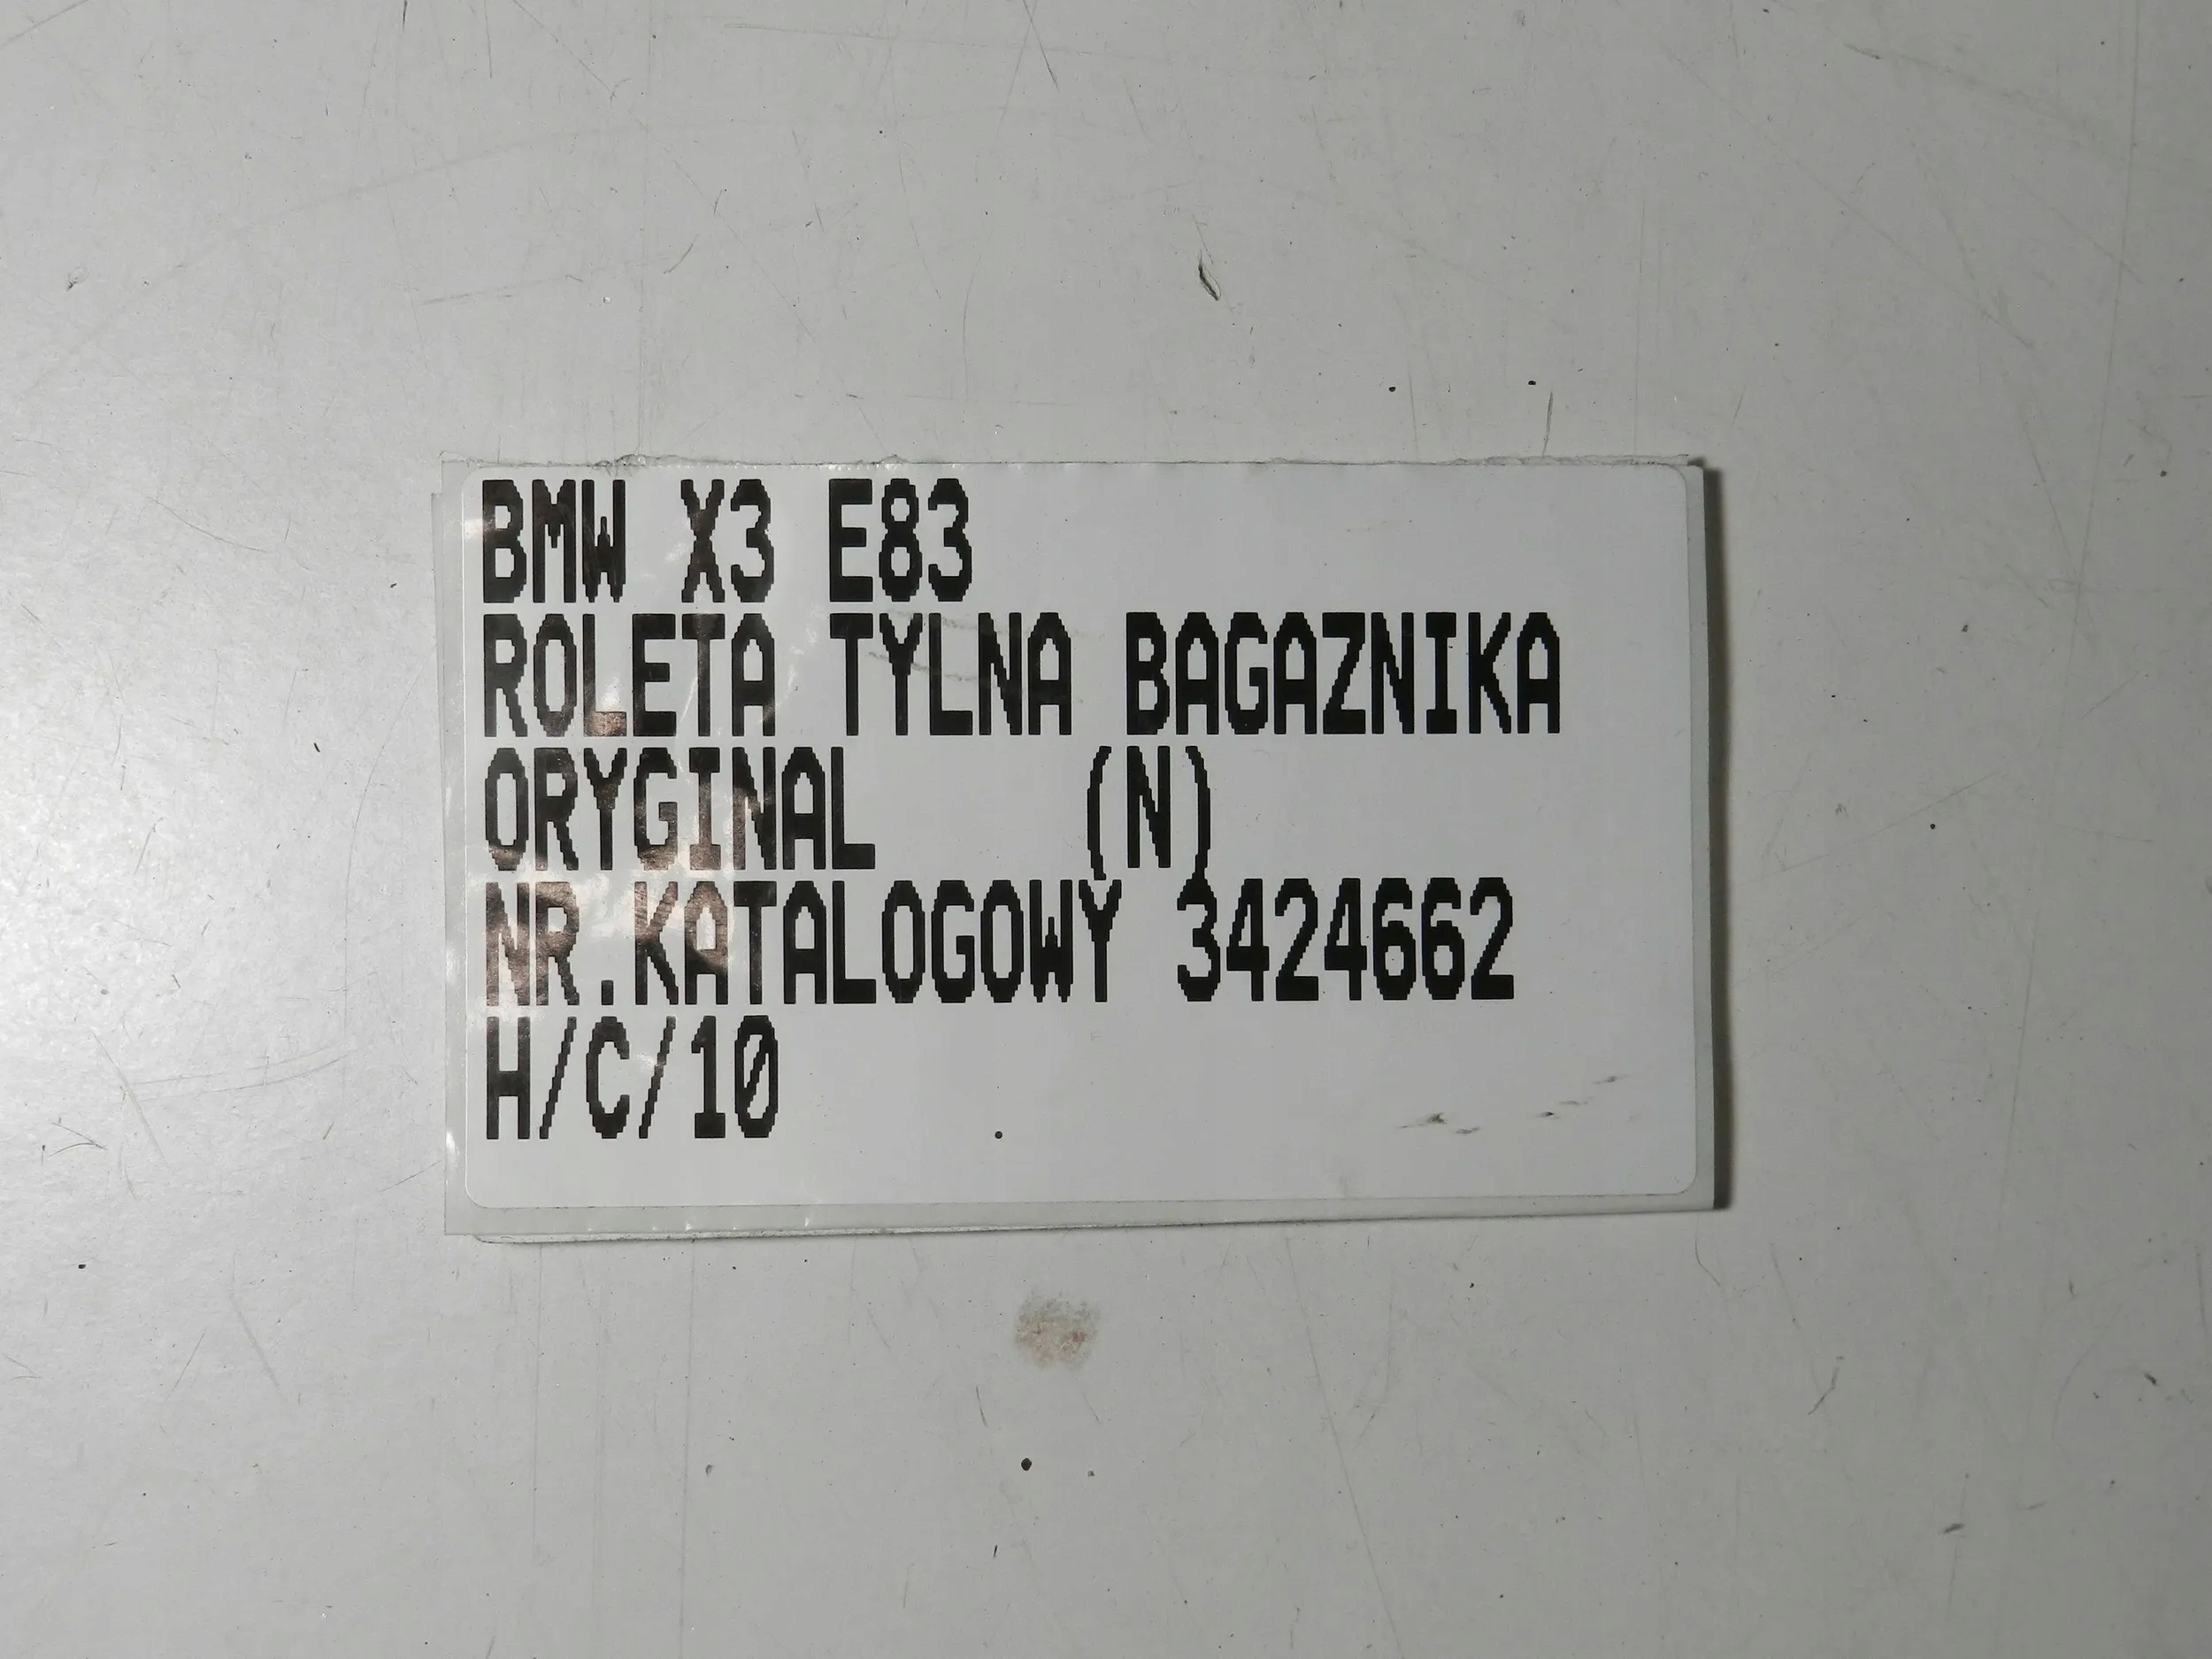 BMW X3 E83
ROLETA TYLNA BAGAZNIKA
ORYGINAL (N)
NR.KATALOGOWY 3424662
H/C/10